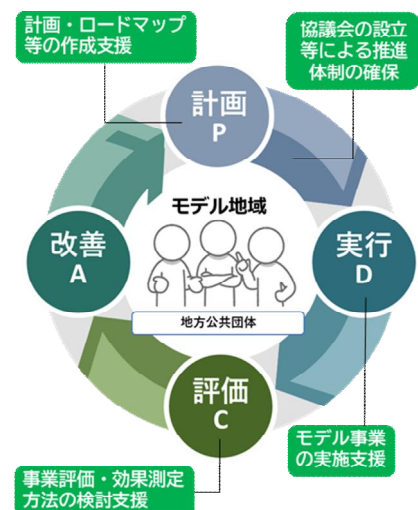 計画・ロードマップ
等の作成支援
協議会の設立
等による推進
体制の確保
計画
P
モデル地域
改善
A
実行
D
地方公共団体
評価
C
モデル事業
の実施支援
事業評価・効果測定
方法の検討支援